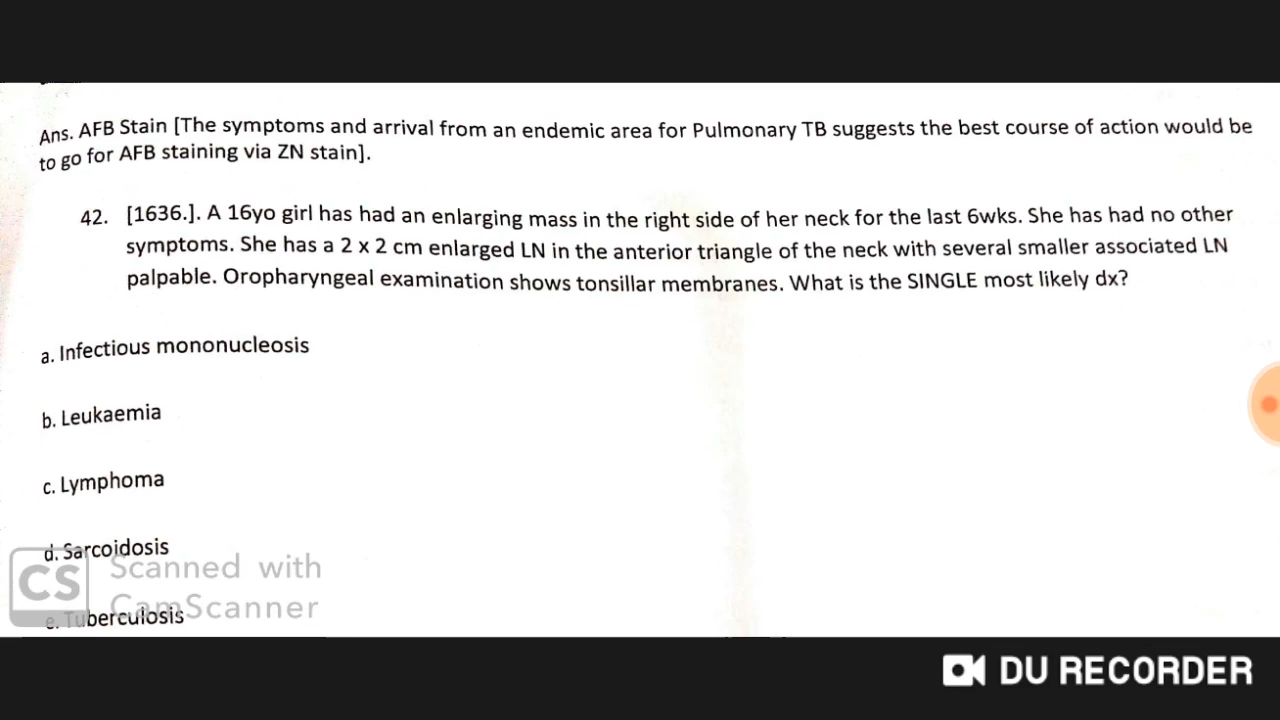 Ans. AFB Stain [The symptoms and arrival from an endemic area for Pulmonary TB suggests the best course of action would be
to go for AFB staining via ZN stain].
42. [1636.]. A 16yo girl has had an enlarging mass in the right side of her neck for the last 6wks. She has had no other
symptoms. She has a 2 x 2 cm enlarged LN in the anterior triangle of the neck with several smaller associated LN
palpable. Oropharyngeal examination shows tonsillar membranes. What is the SINGLE most likely dx?
a. Infectious mononucleosis
b. Leukaemia
c. Lymphoma
d. Sarcoidosis
CS Scanned with
CamScanner
e. Tuberculosis
DU RECORDER